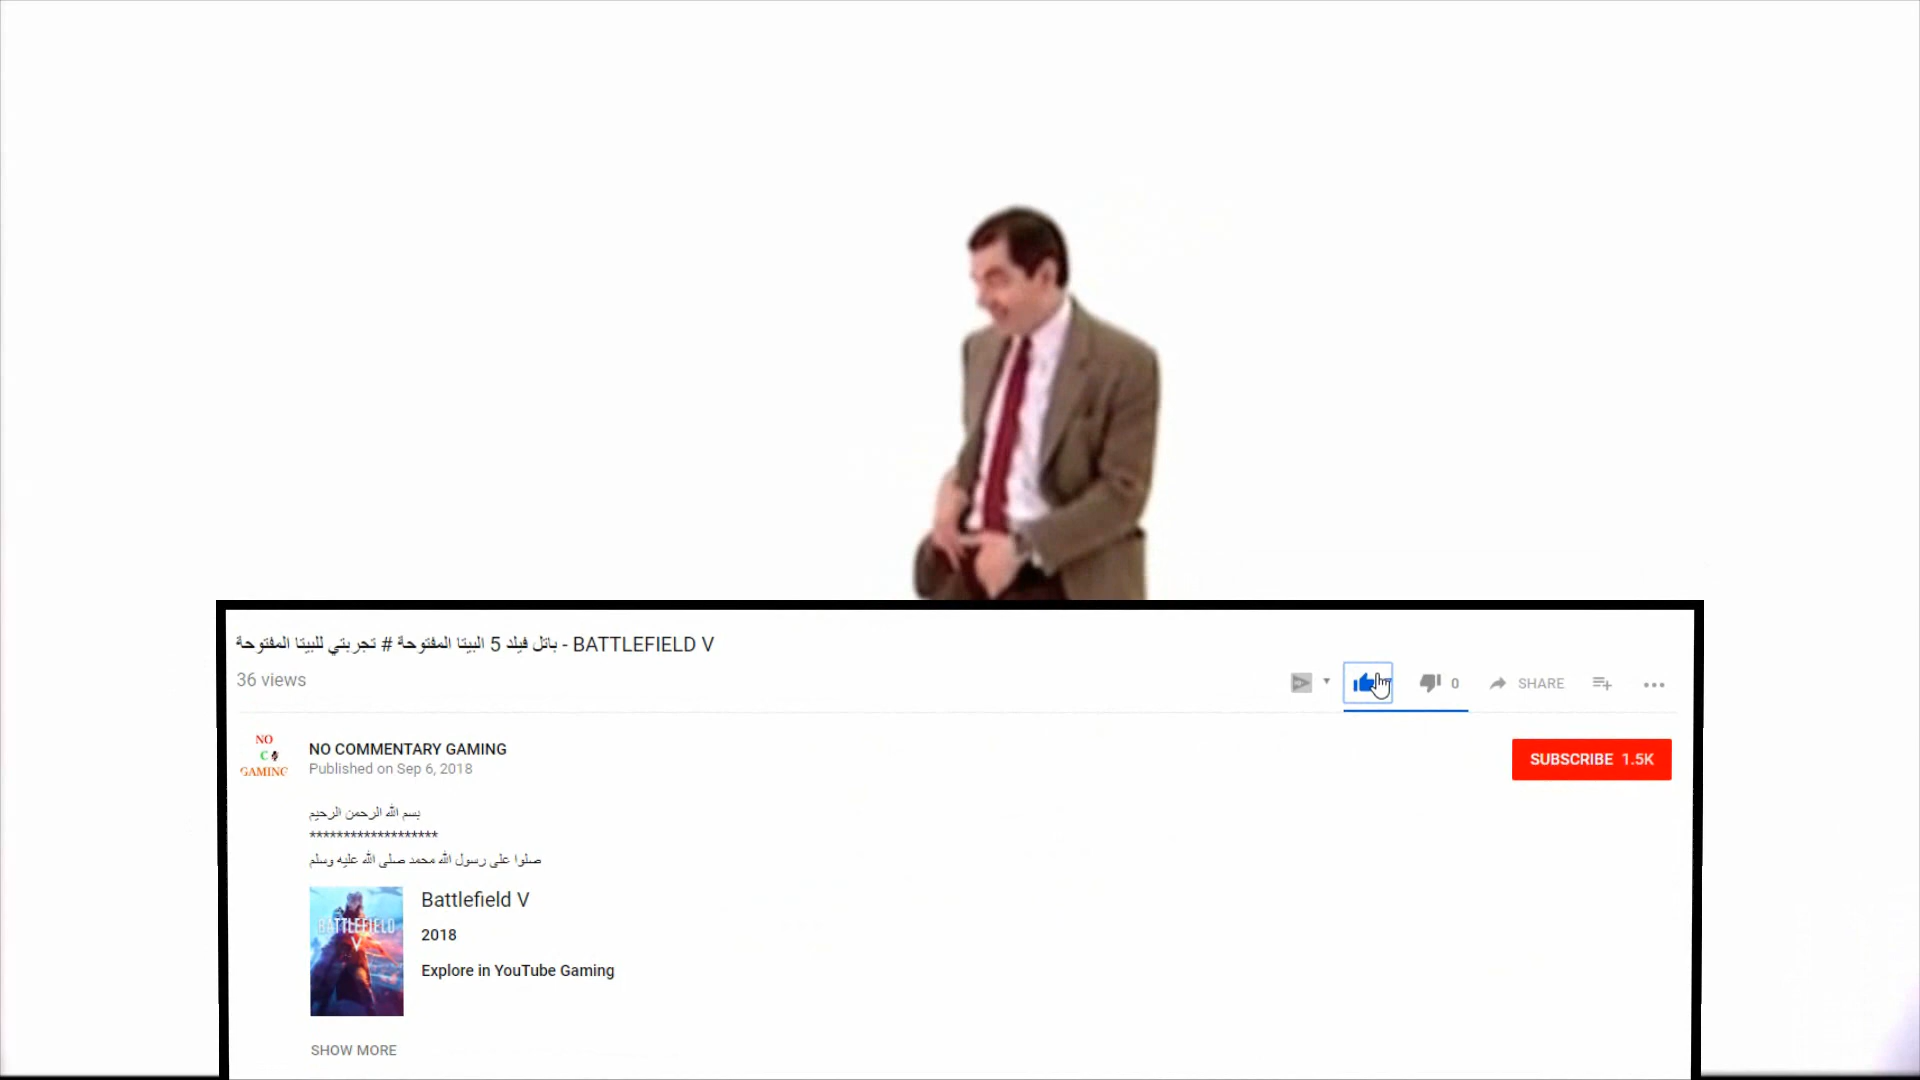 باتل فيلد 5 البيتا المفتوحة # تجربتي للبيتا المفتوحة - BATTLEFIELD V
36 views
0
SHARE
NO
C
GAMING
NO COMMENTARY GAMING
Published on Sep 6, 2018
SUBSCRIBE 1.5K
بسم الله الرحمن الرحيم
*******************
صلوا على رسول الله محمد صلى الله عليه وسلم
BATTLEFIELD
V
Battlefield V
2018
Explore in YouTube Gaming
SHOW MORE